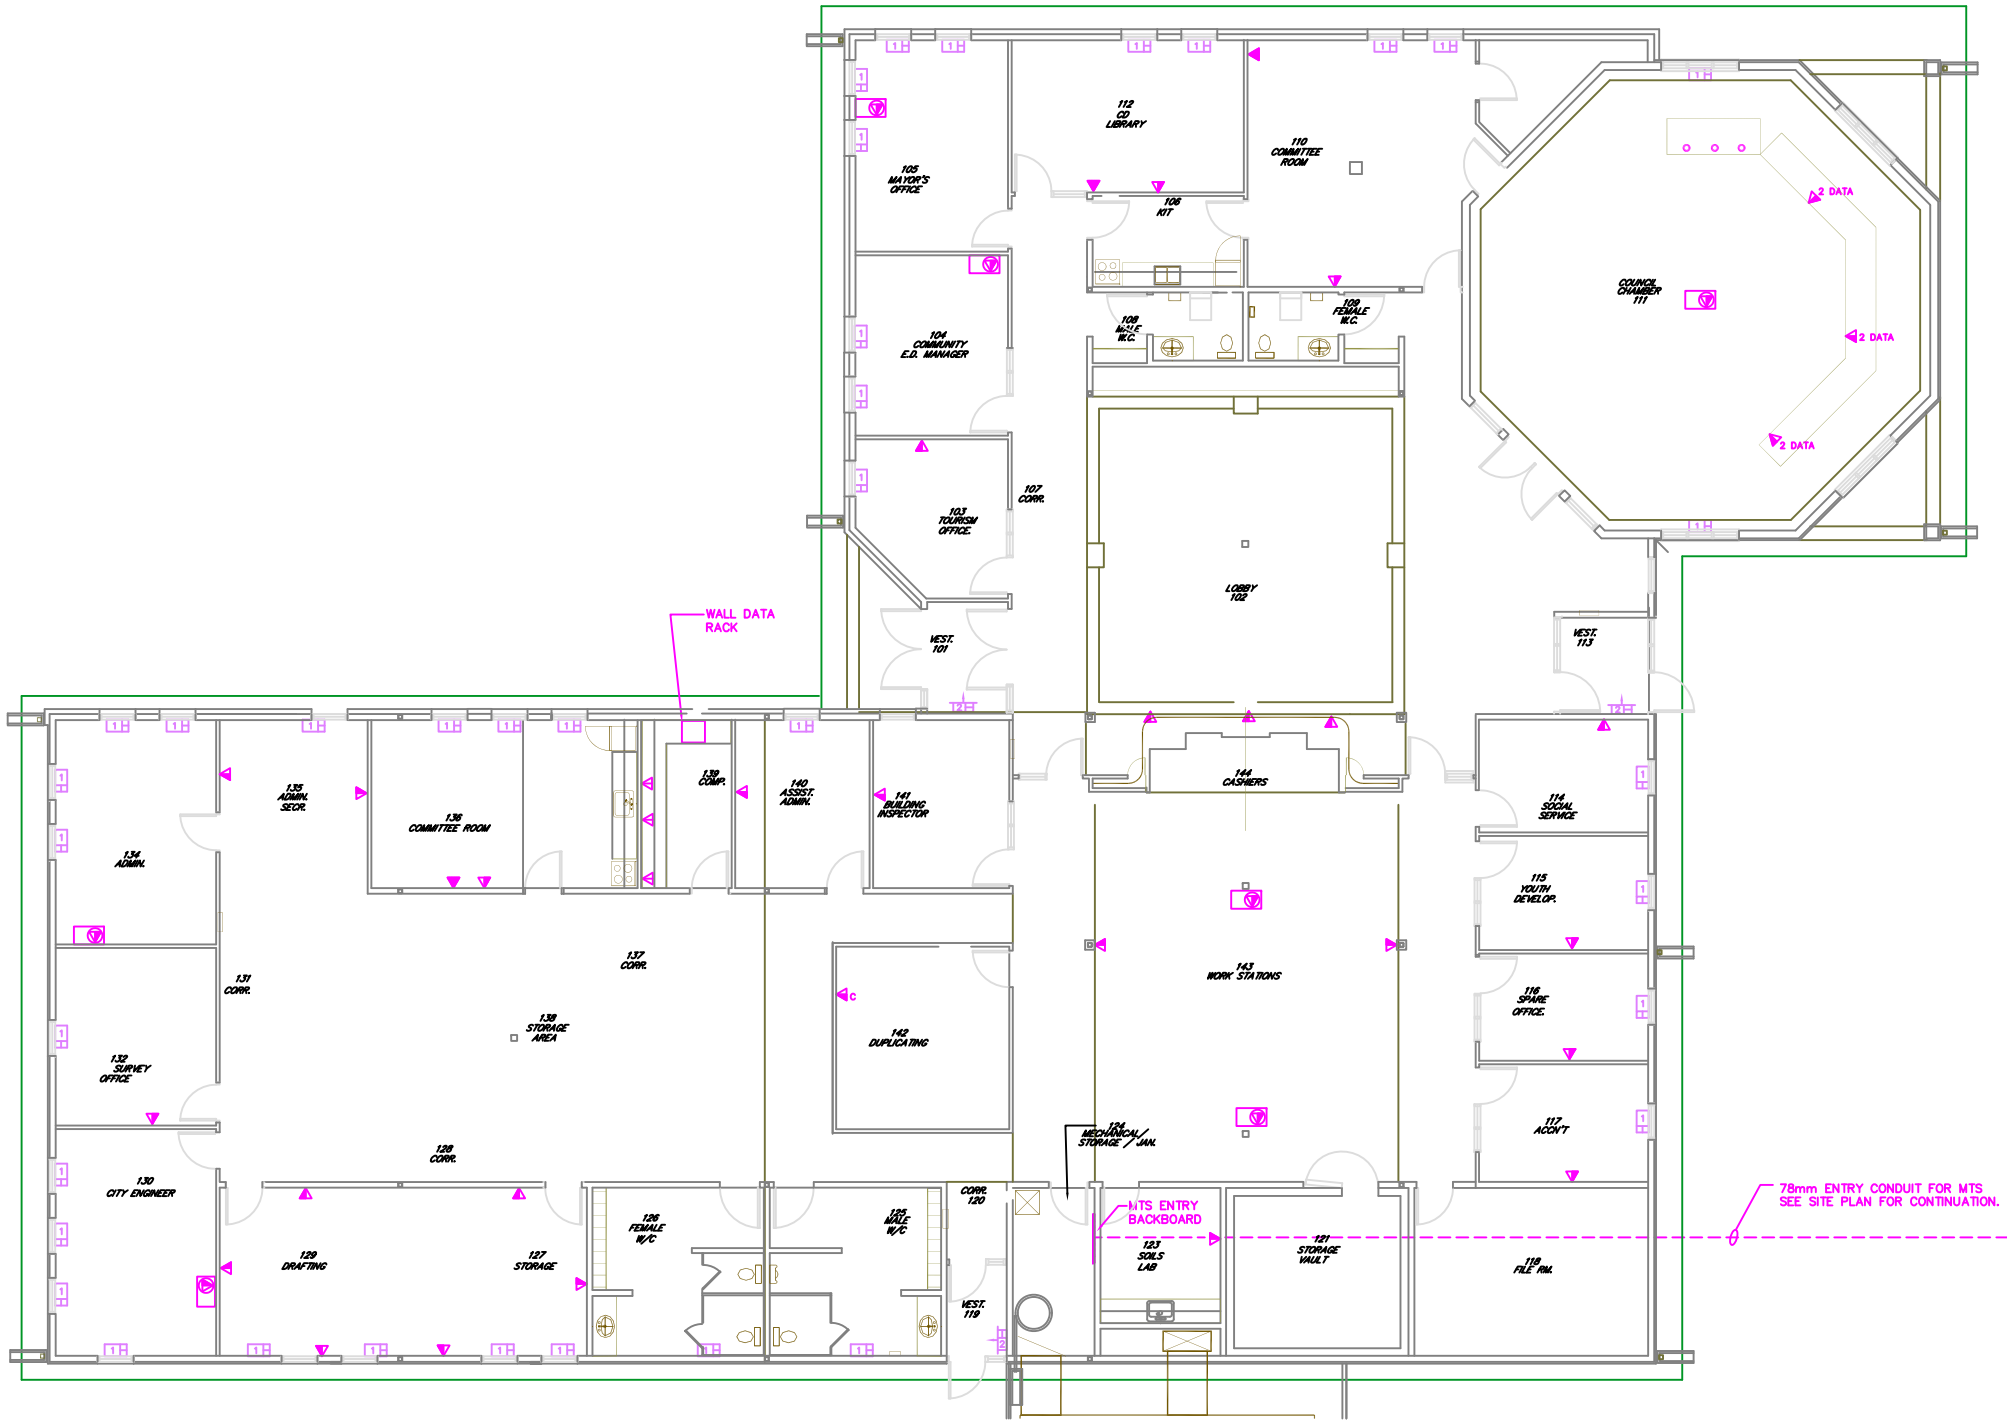 112
CD
LIBRARY
110
COMMITTEE
ROOM
105
MAYOR'S
OFFICE
106
KIT
2 DATA
COUNCIL
CHAMBER
111
2 DATA
2 DATA
104
COMMUNITY
E.D. MANAGER
108
MALE
W.C.
109
FEMALE
W.C.
107
CORR.
103
TOURISM
OFFICE.
LOBBY
102
VEST.
101
VEST.
113
WALL DATA
RACK
135
ADMIN.
SECR.
136
COMMITTEE ROOM
139
COMP.
140
ASSIST.
ADMIN.
141
BUILDING
INSPECTOR
144
CASHIERS
114
SOCIAL
SERVICE
134
ADMIN.
115
YOUTH
DEVELOP.
131
CORR.
137
CORR.
143
WORK STATIONS
C
138
STORAGE
AREA
142
DUPLICATING
116
SPARE
OFFICE.
132
SURVEY
OFFICE
124
MECHANICAL/
STORAGE / JAN.
117
ACCN'T
128
CORR.
130
CITY ENGINEER
CORR.
120
MTS ENTRY
BACKBOARD
78mm ENTRY CONDUIT FOR MTS
SEE SITE PLAN FOR CONTINUATION.
126
FEMALE
W/C
125
MALE
W/C
129
DRAFTING
127
STORAGE
123
SOILS
LAB
121
STORAGE
VAULT
118
FILE RM.
VEST.
119